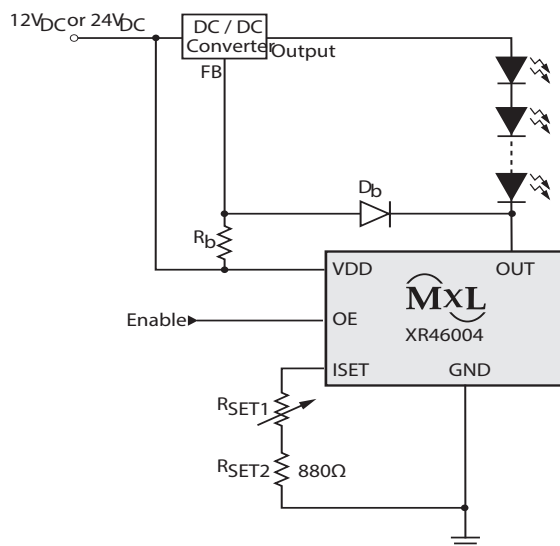 12VDC or 24VDC
DC / DC
Converter
Output
FB
Db
Rb
VDD
OUT
MxL
Enable
OE
XR46004
ISET
GND
RSET1
RSET2
880Ω